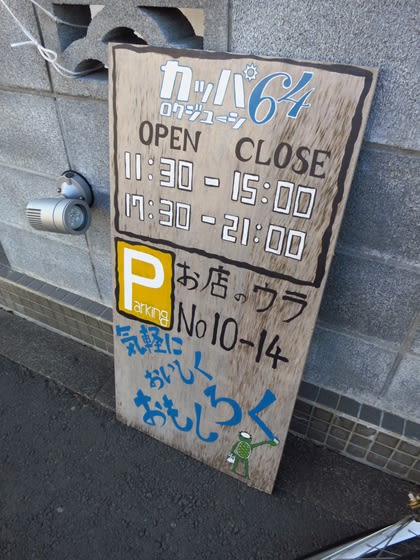 カッパ64
ロクジューシ
OPEN CLOSE
11:30 - 15:00
17:30 - 21:00
P
Parking
お店のウラ
No 10-14
気軽に
おいしく
おもしろく